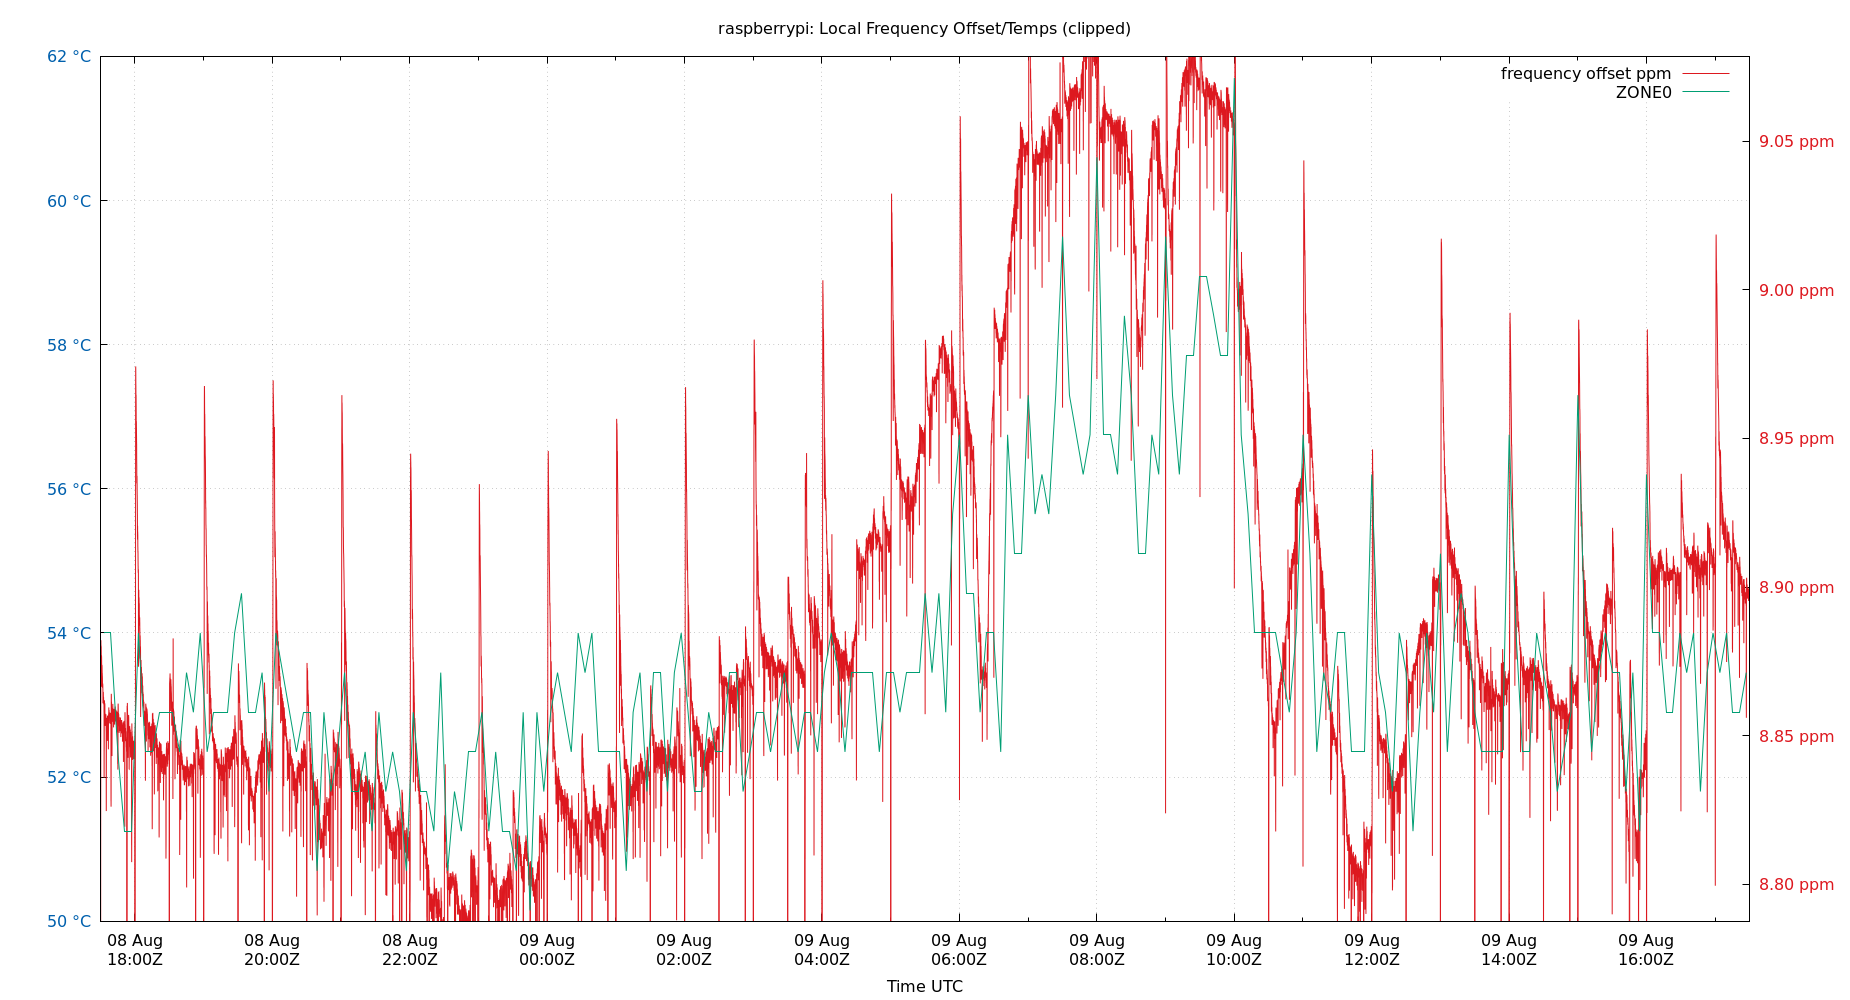 raspberrypi: Local Frequency Offset/Temps (clipped)
frequency offset ppm
ZONE0
62 °C
60 °C
58 °C
56 °C
54 °C
52 °C
50 °C
9.05 ppm
9.00 ppm
8.95 ppm
8.90 ppm
8.85 ppm
8.80 ppm
08 Aug
18:00Z
08 Aug
20:00Z
08 Aug
22:00Z
09 Aug
00:00Z
09 Aug
02:00Z
09 Aug
04:00Z
09 Aug
06:00Z
09 Aug
08:00Z
09 Aug
10:00Z
09 Aug
12:00Z
09 Aug
14:00Z
09 Aug
16:00Z
Time UTC